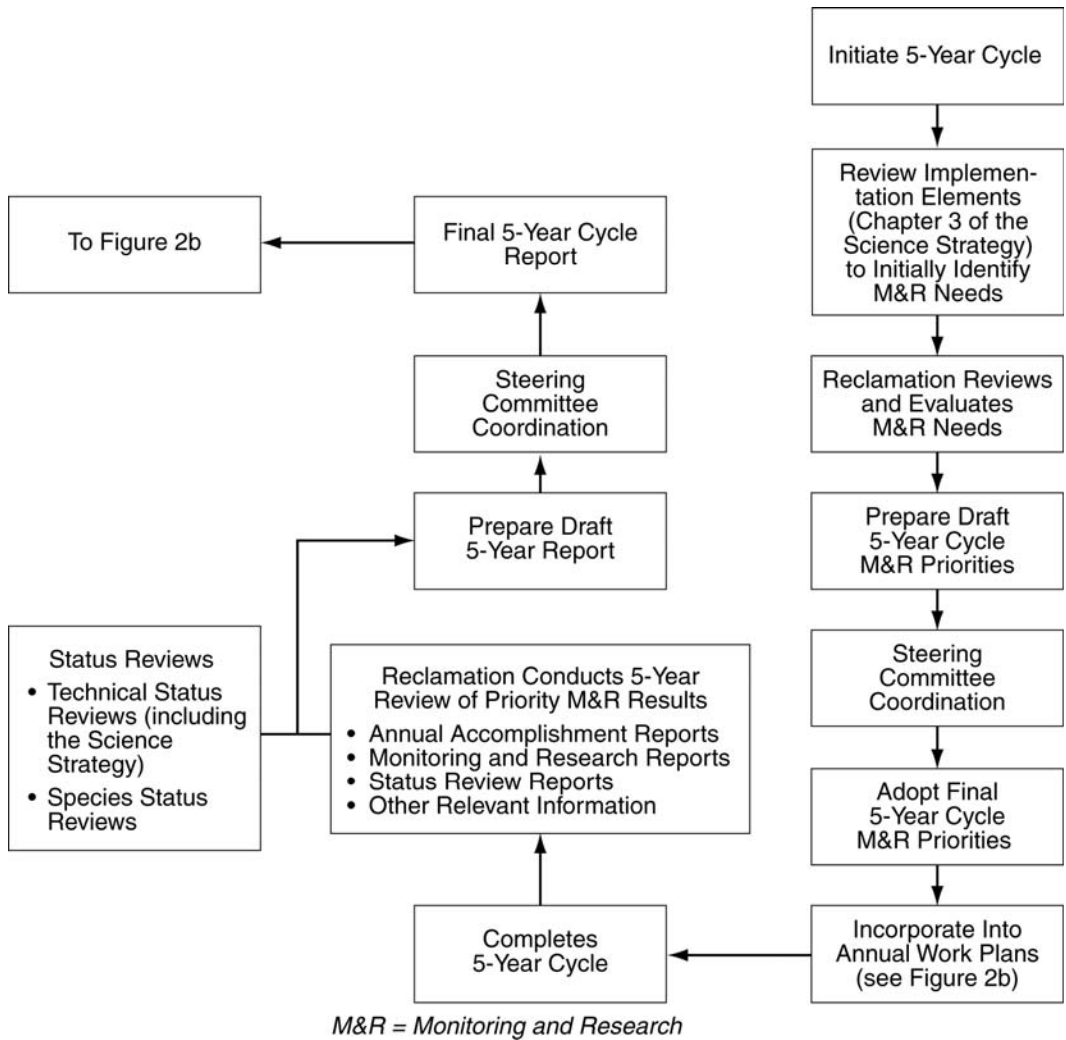 Initiate 5-Year Cycle
Review Implemen-
tation Elements
(Chapter 3 of the
Science Strategy)
to Initially Identify
M&R Needs
Reclamation Reviews
and Evaluates
M&R Needs
Prepare Draft
5-Year Cycle
M&R Priorities
Steering
Committee
Coordination
Adopt Final
5-Year Cycle
M&R Priorities
Incorporate Into
Annual Work Plans
(see Figure 2b)
Completes
5-Year Cycle
Reclamation Conducts 5-Year
Review of Priority M&R Results
• Annual Accomplishment Reports
• Monitoring and Research Reports
• Status Review Reports
• Other Relevant Information
Status Reviews
• Technical Status
Reviews (including
the Science
Strategy)
• Species Status
Reviews
Prepare Draft
5-Year Report
Steering
Committee
Coordination
Final 5-Year Cycle
Report
To Figure 2b
M&R = Monitoring and Research